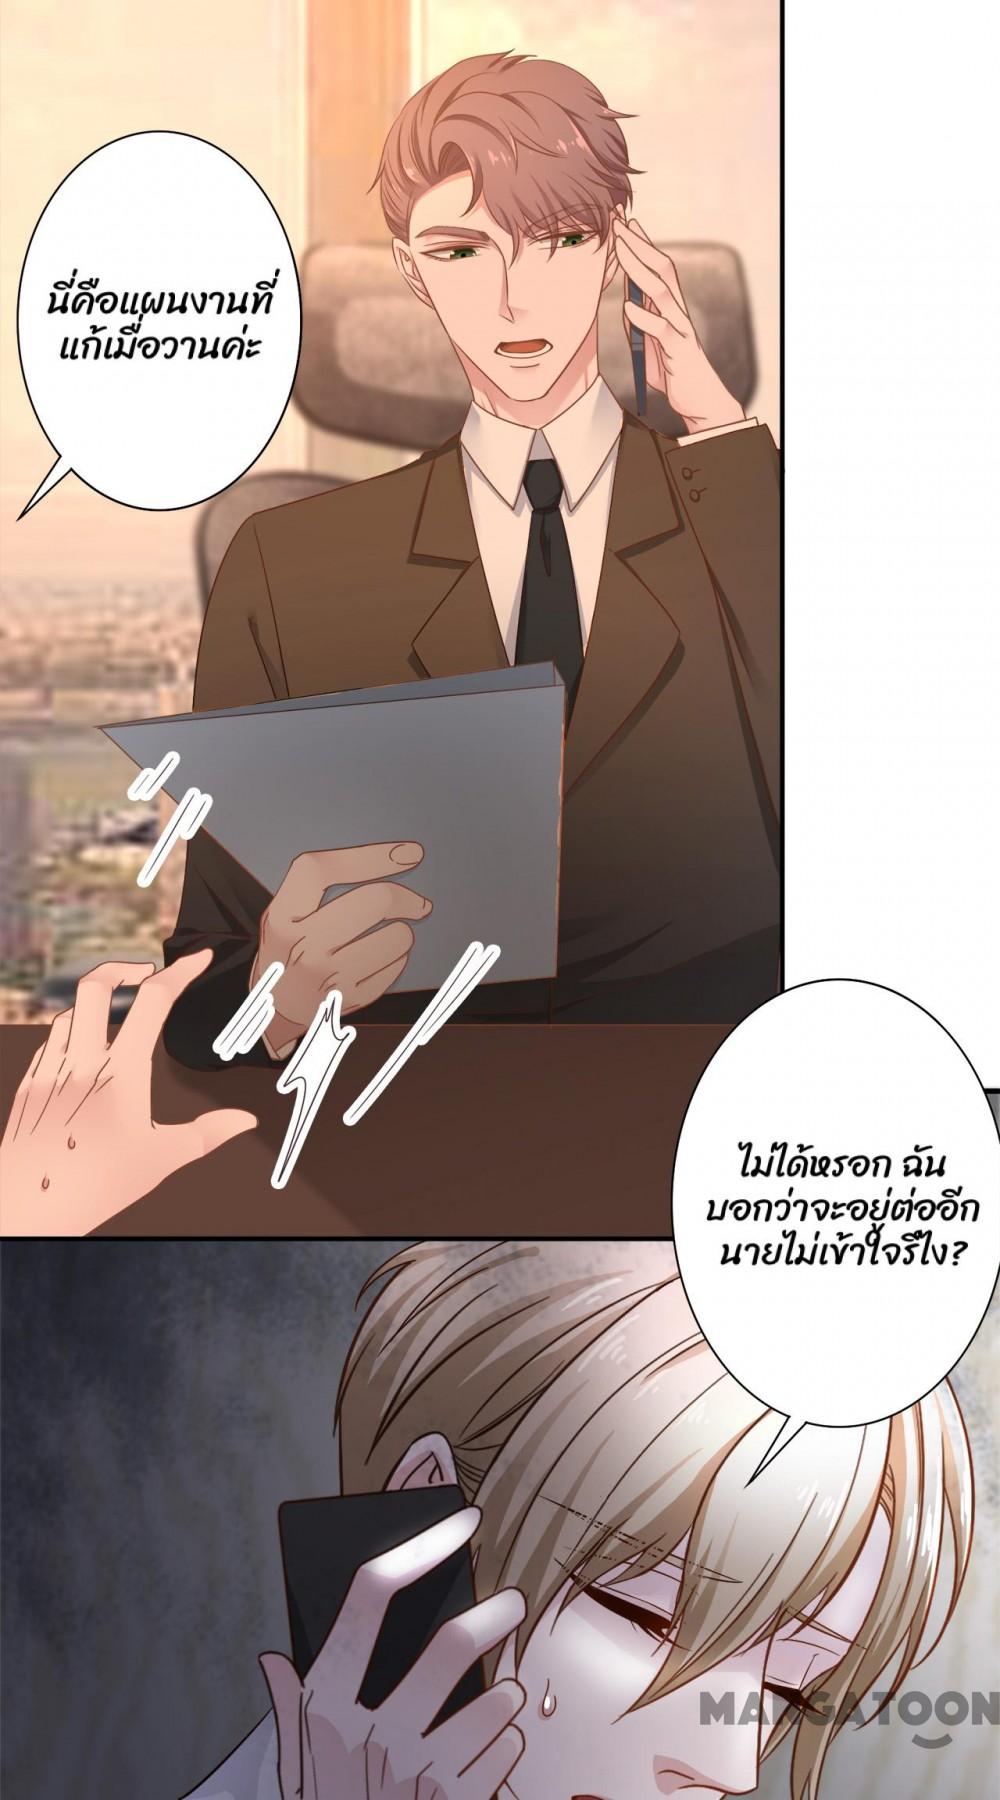 นี่คือแผนงานที่
แก้เมื่อวานค่ะ
ไม่ได้หรอก ฉัน
บอกว่าจะอยู่ต่ออีก
นายไม่เข้าใจรึไง?
MANGATOON